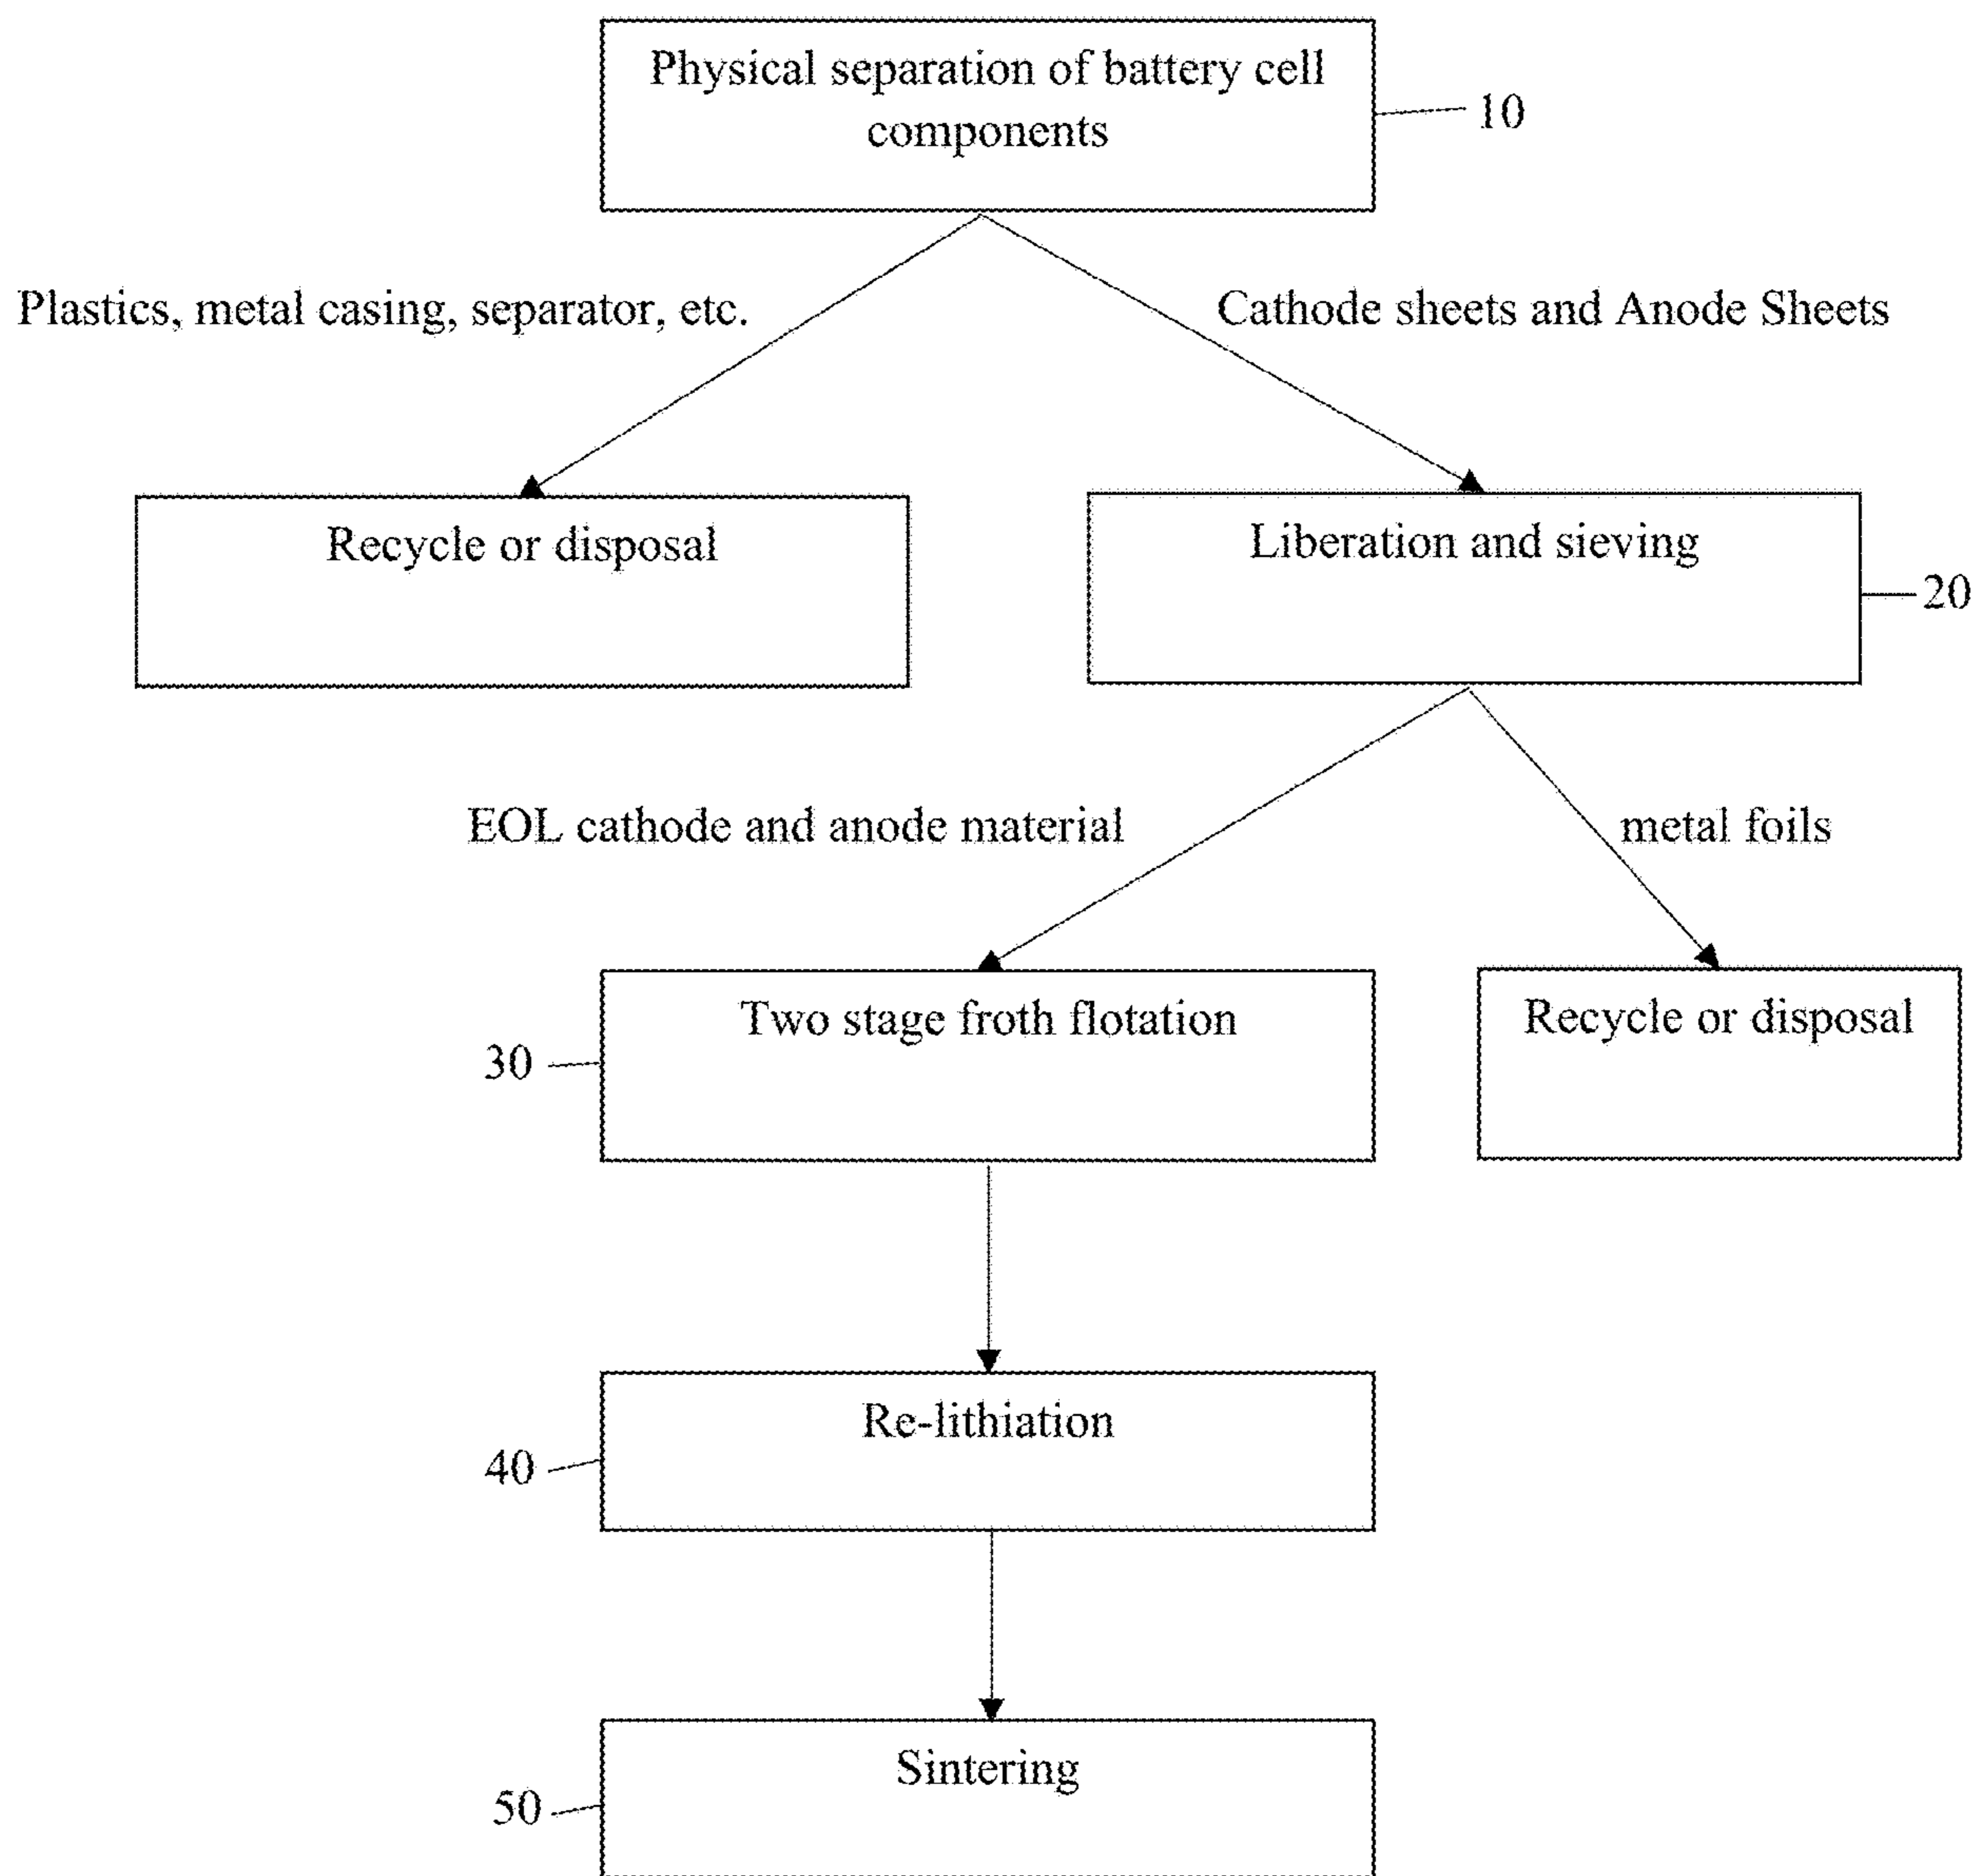 Physical separation of battery cell
components
10
Plastics, metal casing, separator, etc.
Cathode sheets and Anode Sheets
Recycle or disposal
Liberation and sieving
20
EOL cathode and anode material
metal foils
Two stage froth flotation
Recycle or disposal
30
Re-lithiation
40
Sintering
50